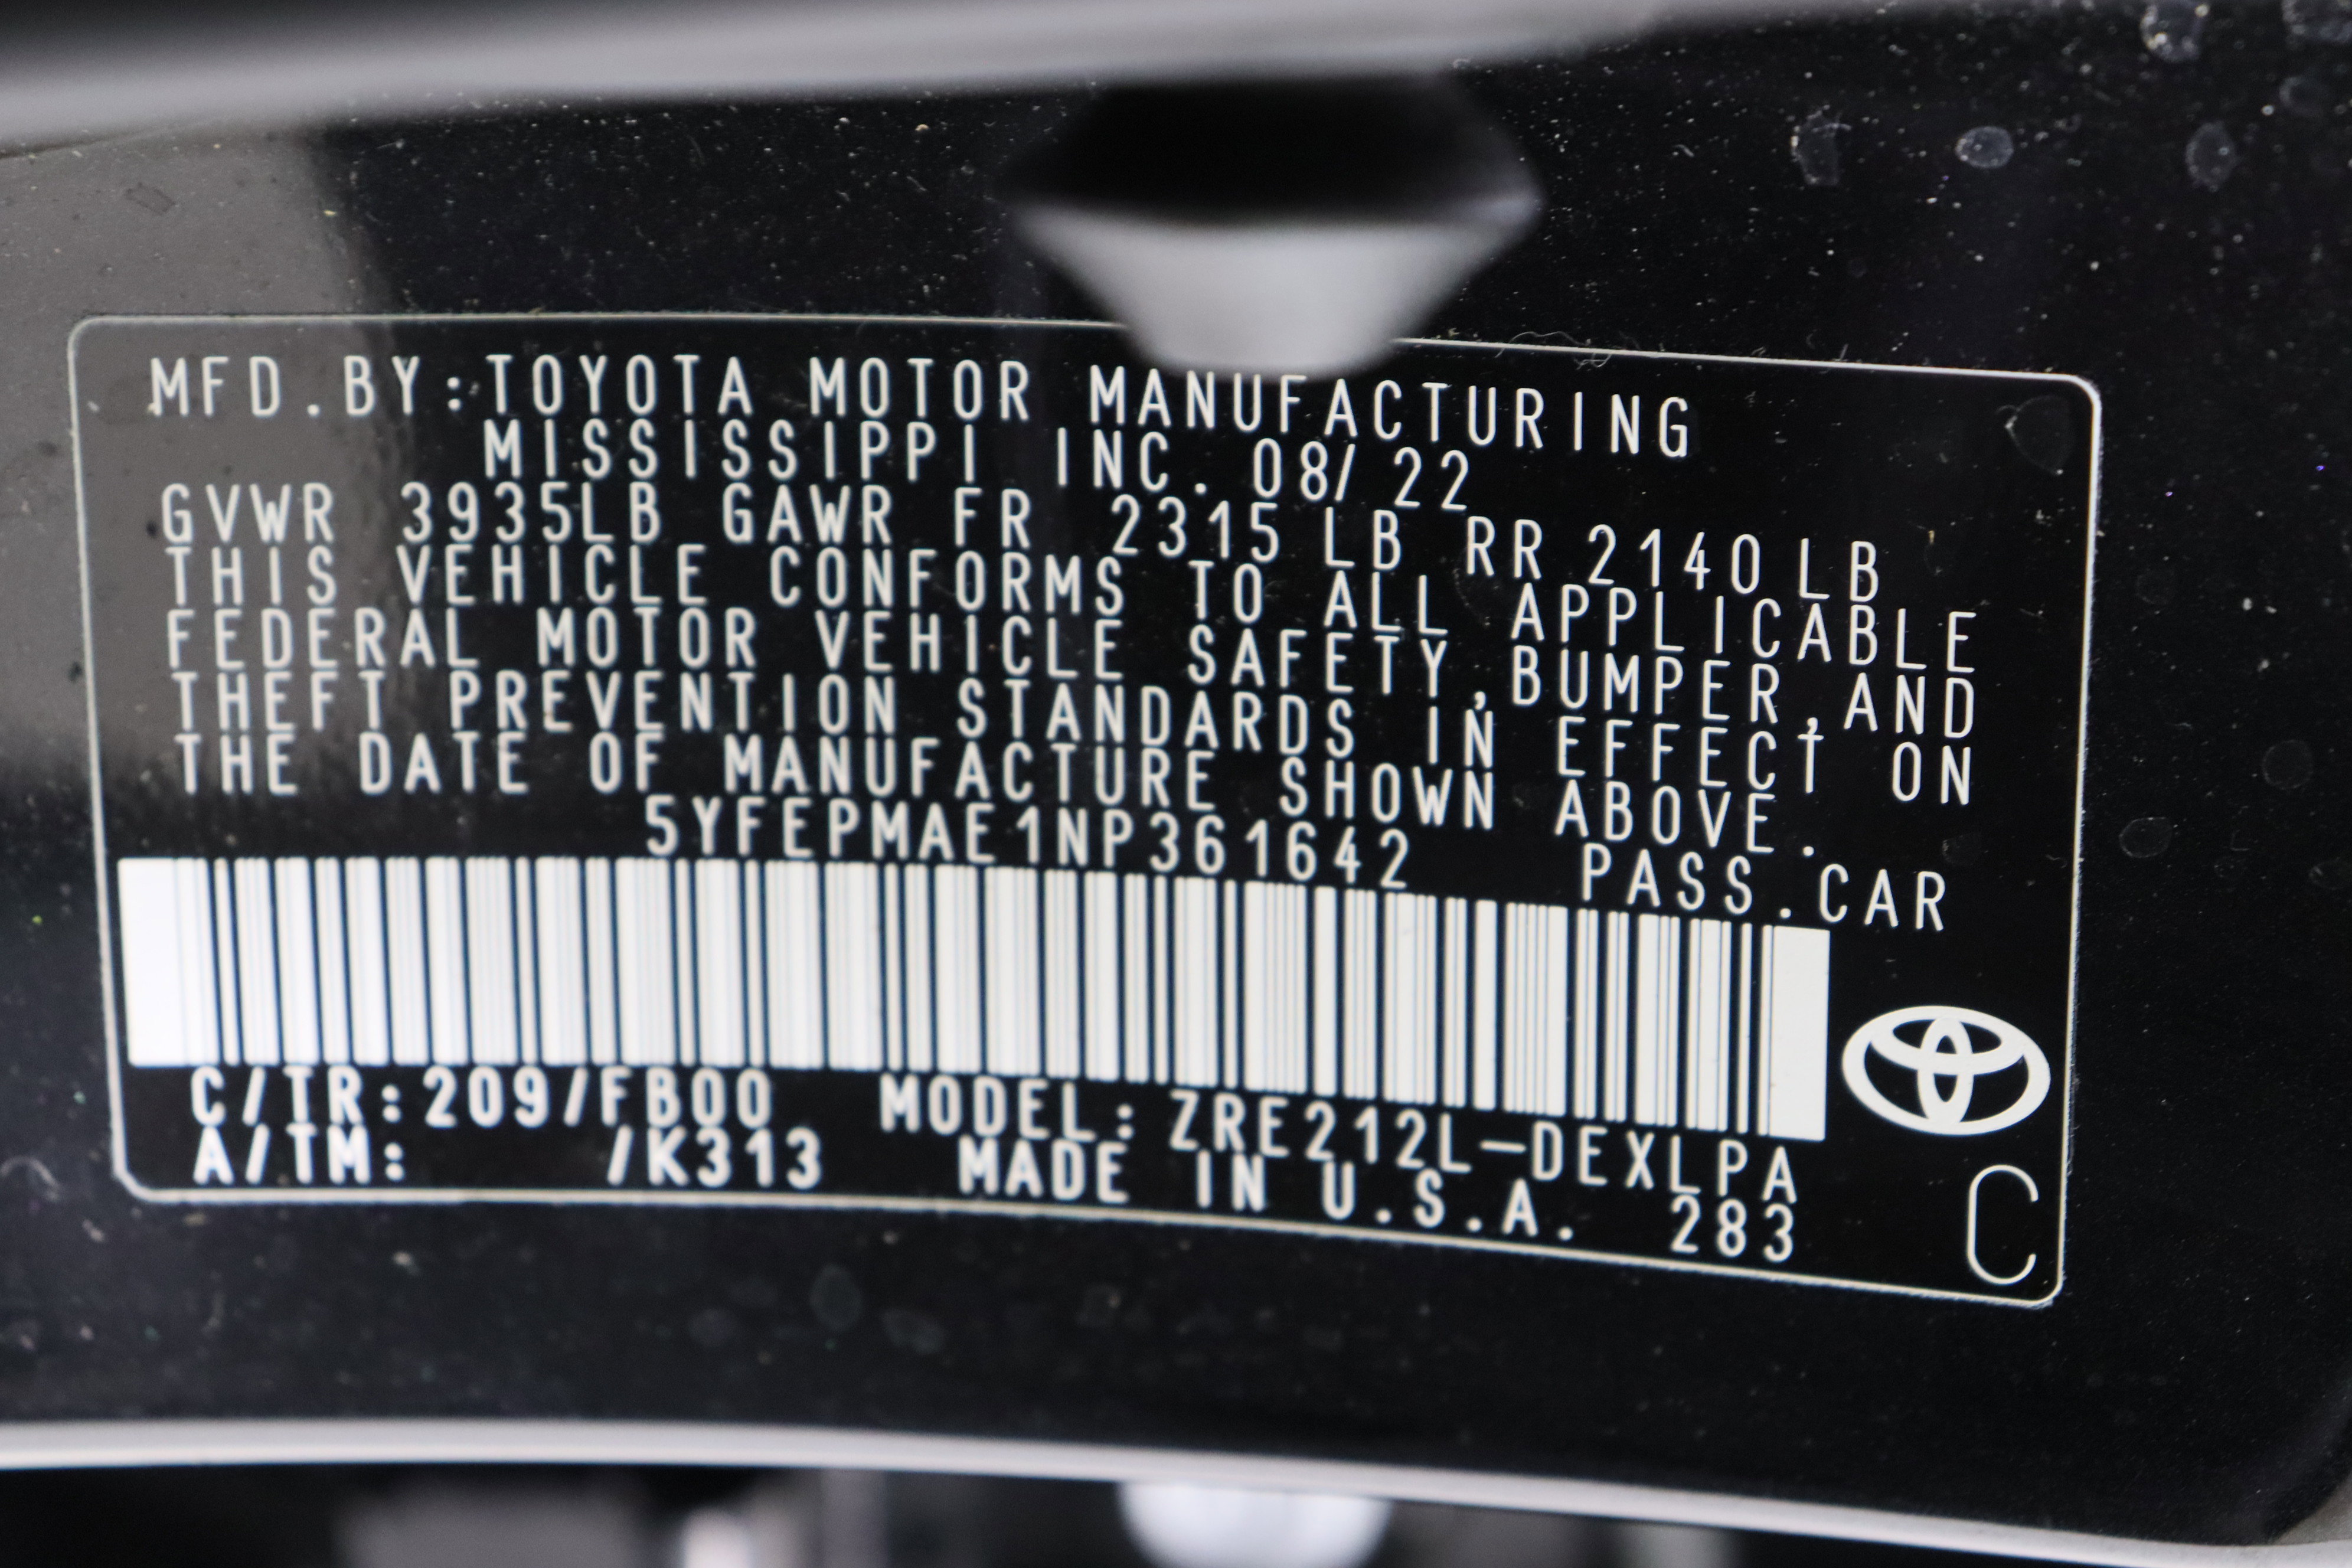 MFD.BY:TOYOTA MOTOR MANUFACTURING
MISSISSIPPI INC. 08/22
GVWR 3935LB GAWR FR 2315 LB RR 2140 LB
THIS VEHICLE CONFORMS TO ALL APPLICABLE
FEDERAL MOTOR VEHICLE SAFETY,BUMPER,AND
THEFT PREVENTION STANDARDS IN EFFECT ON
THE DATE OF MANUFACTURE SHOWN ABOVE.
5YFEPMAE1NP361642 PASS.CAR
C/TR:209/FB00 MODEL:ZRE212L-DEXLPA
A/TM: /K313 MADE IN U.S.A. 283
C